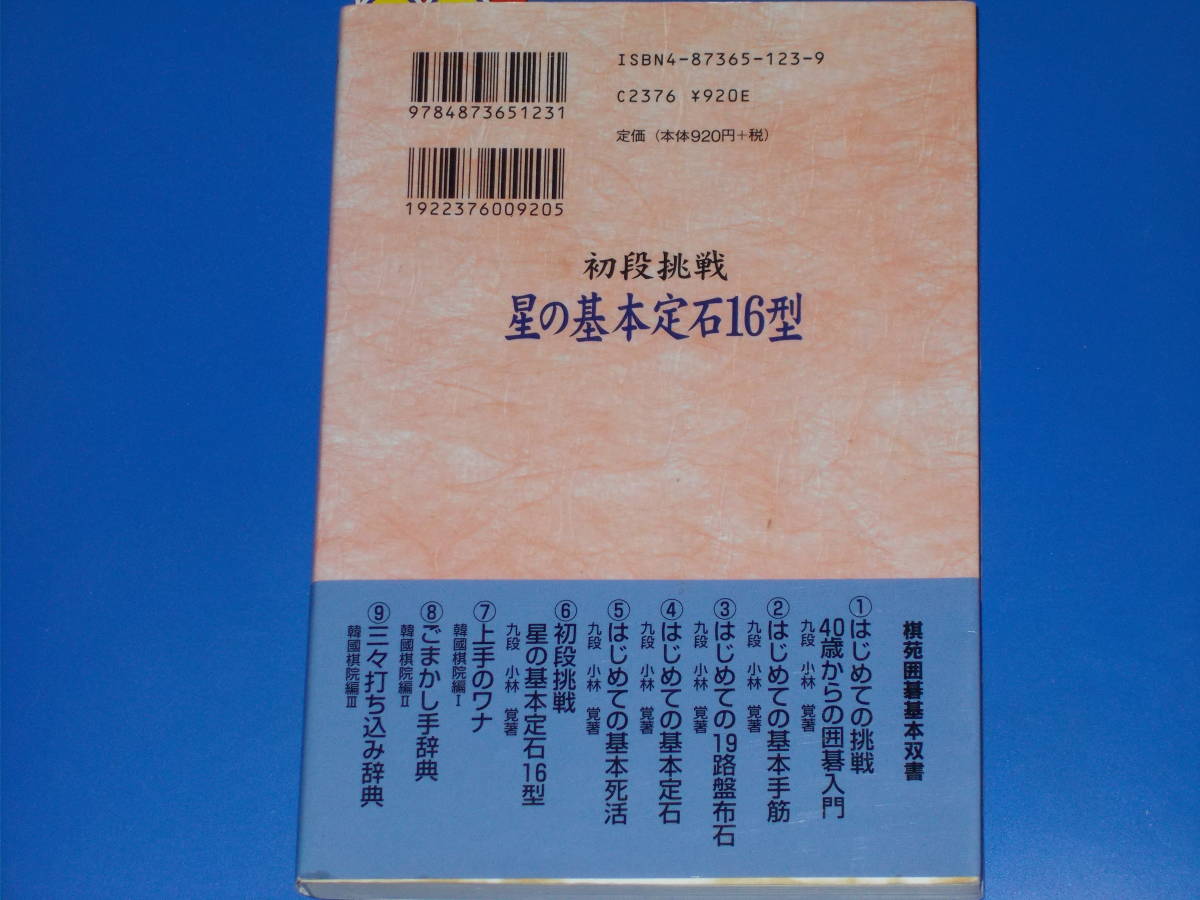 ISBN4-87365-123-9
9784873651231
C2376 ¥920E
定価（本体920円+税）
1922376009205
初段挑戦
星の基本定石16型
棋苑囲碁基本双書
①はじめての挑戦
40歳からの囲碁入門
九段 小林 覚著
②はじめての基本手筋
九段 小林 覚著
③はじめての19路盤布石
九段 小林 覚著
④はじめての基本定石
九段 小林 覚著
⑤はじめての基本死活
九段 小林 覚著
⑥初段挑戦
星の基本定石16型
九段 小林 覚著
⑦上手のワナ
韓國棋院編Ⅰ
⑧ごまかし手辞典
韓國棋院編Ⅱ
⑨三々打ち込み辞典
韓國棋院編Ⅲ